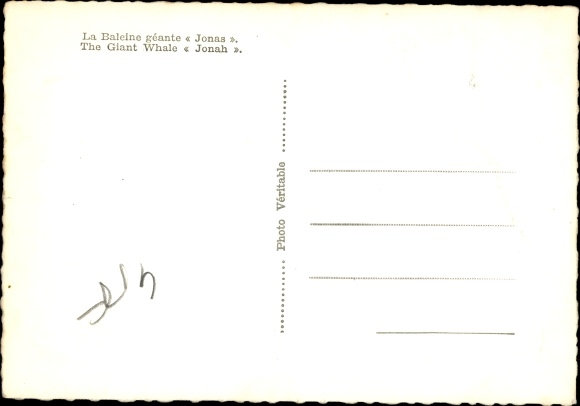 La Baleine géante « Jonas ».
The Giant Whale « Jonah ».
Photo Véritable